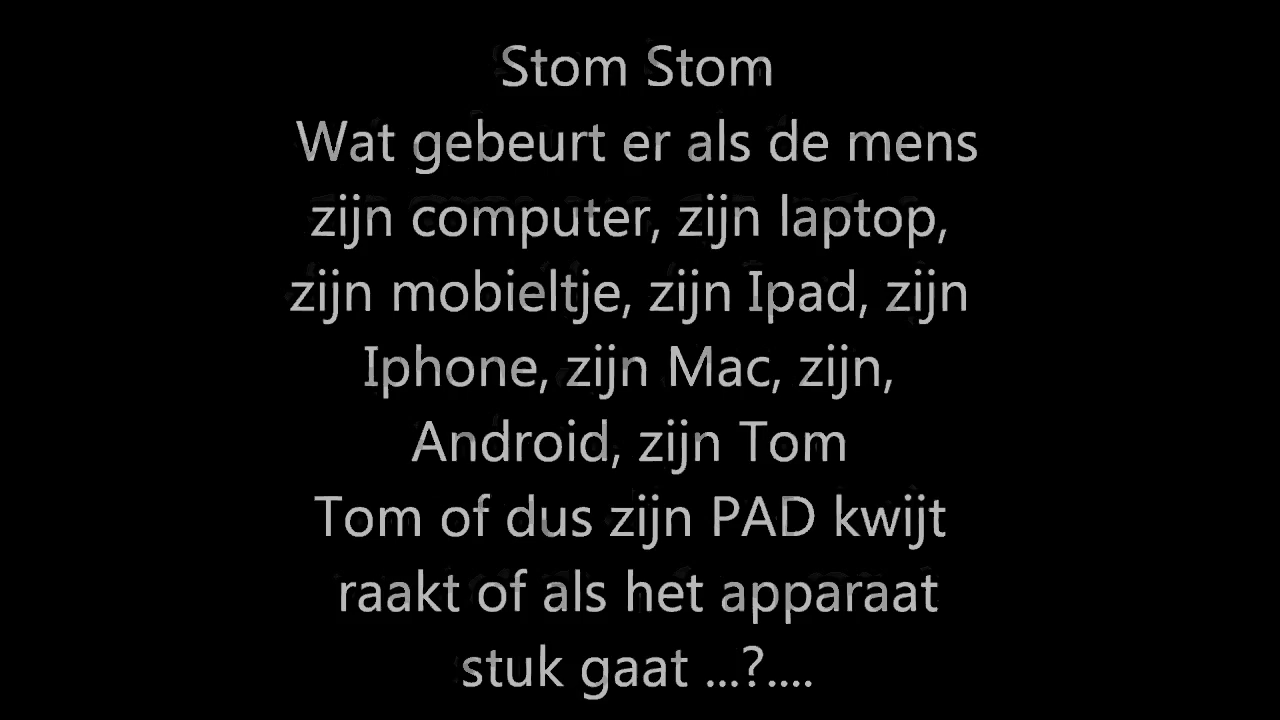 Stom Stom
Wat gebeurt er als de mens
zijn computer, zijn laptop,
zijn mobieltje, zijn Ipad, zijn
Iphone, zijn Mac, zijn,
Android, zijn Tom
Tom of dus zijn PAD kwijt
raakt of als het apparaat
stuk gaat ...?....